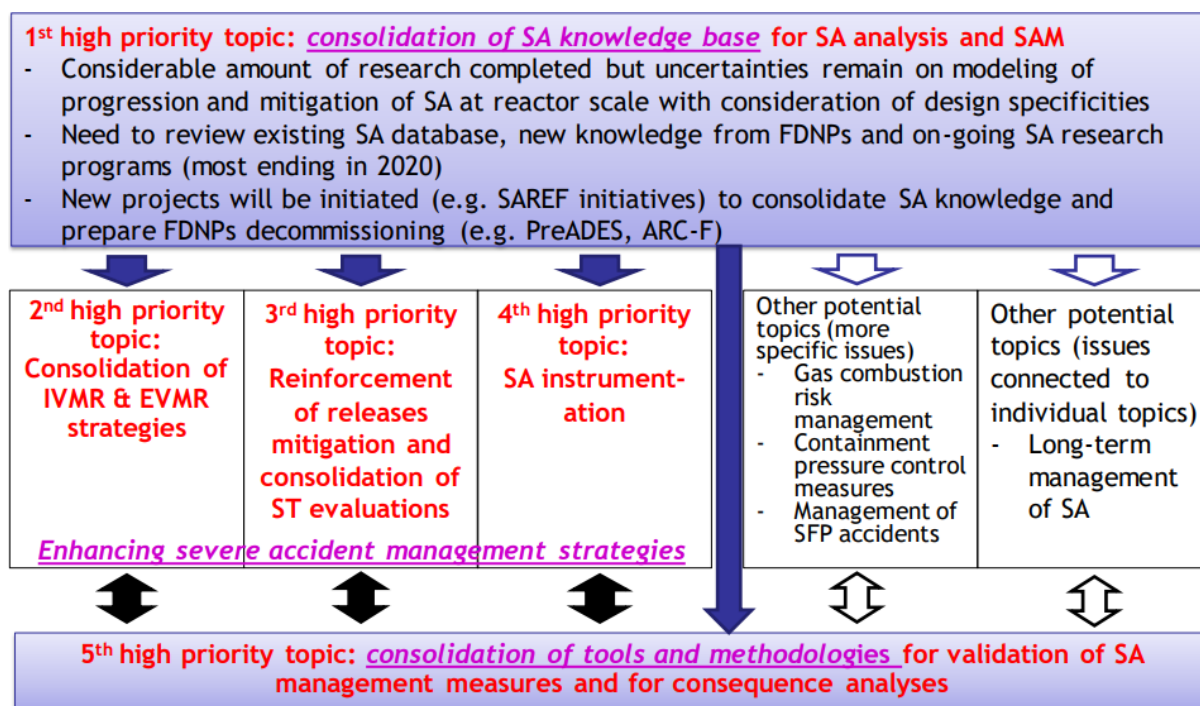 1st high priority topic: consolidation of SA knowledge base for SA analysis and SAM
- Considerable amount of research completed but uncertainties remain on modeling of
progression and mitigation of SA at reactor scale with consideration of design specificities
- Need to review existing SA database, new knowledge from FDNPs and on-going SA research
programs (most ending in 2020)
- New projects will be initiated (e.g. SAREF initiatives) to consolidate SA knowledge and
prepare FDNPs decommissioning (e.g. PreADES, ARC-F)
2nd high priority
topic:
Consolidation of
IVMR & EVMR
strategies
3rd high priority
topic:
Reinforcement
of releases
mitigation and
consolidation of
ST evaluations
4th high priority
topic:
SA instrument-
ation
Enhancing severe accident management strategies
Other potential
topics (more
specific issues)
- Gas combustion
risk
management
- Containment
pressure control
measures
- Management of
SFP accidents
Other potential
topics (issues
connected to
individual topics)
- Long-term
management
of SA
5th high priority topic: consolidation of tools and methodologies for validation of SA
management measures and for consequence analyses